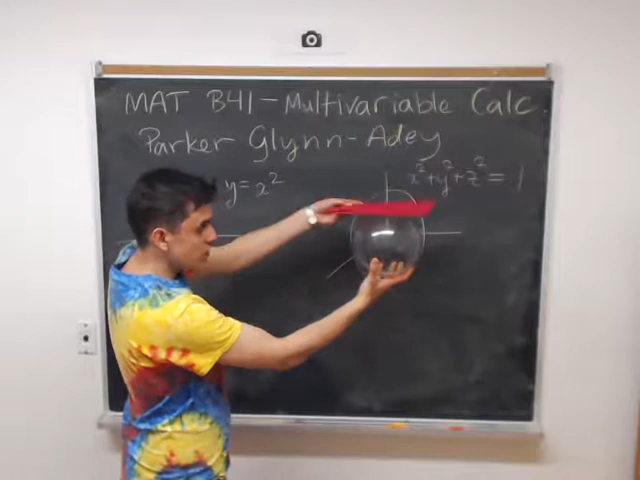 MAT B41 - Multivariable Calc
Parker Glynn-Adey
y = x²
x² + y² + z² = 1